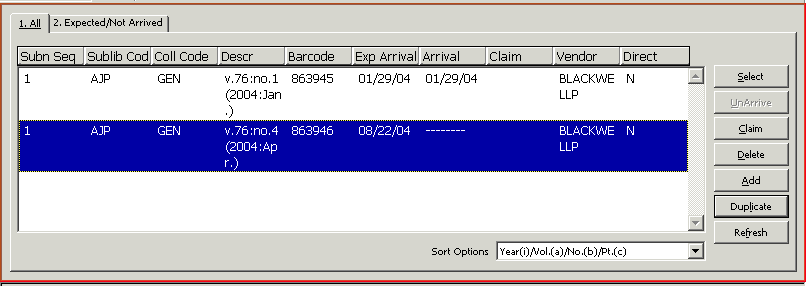 1. All 2. Expected/Not Arrived
Subn Seq Sublib Cod Coll Code Descr Barcode Exp Arrival Arrival Claim Vendor Direct
1 AJP GEN v.76:no.1 863945 01/29/04 01/29/04 BLACKWE N
(2004:Jan LLP
.)
1 AJP GEN v.76:no.4 863946 08/22/04 -------- BLACKWE N
(2004:Ap LLP
r.)
Select
UnArrive
Claim
Delete
Add
Duplicate
Refresh
Sort Options Year(i)/Vol.(a)/No.(b)/Pt.(c)